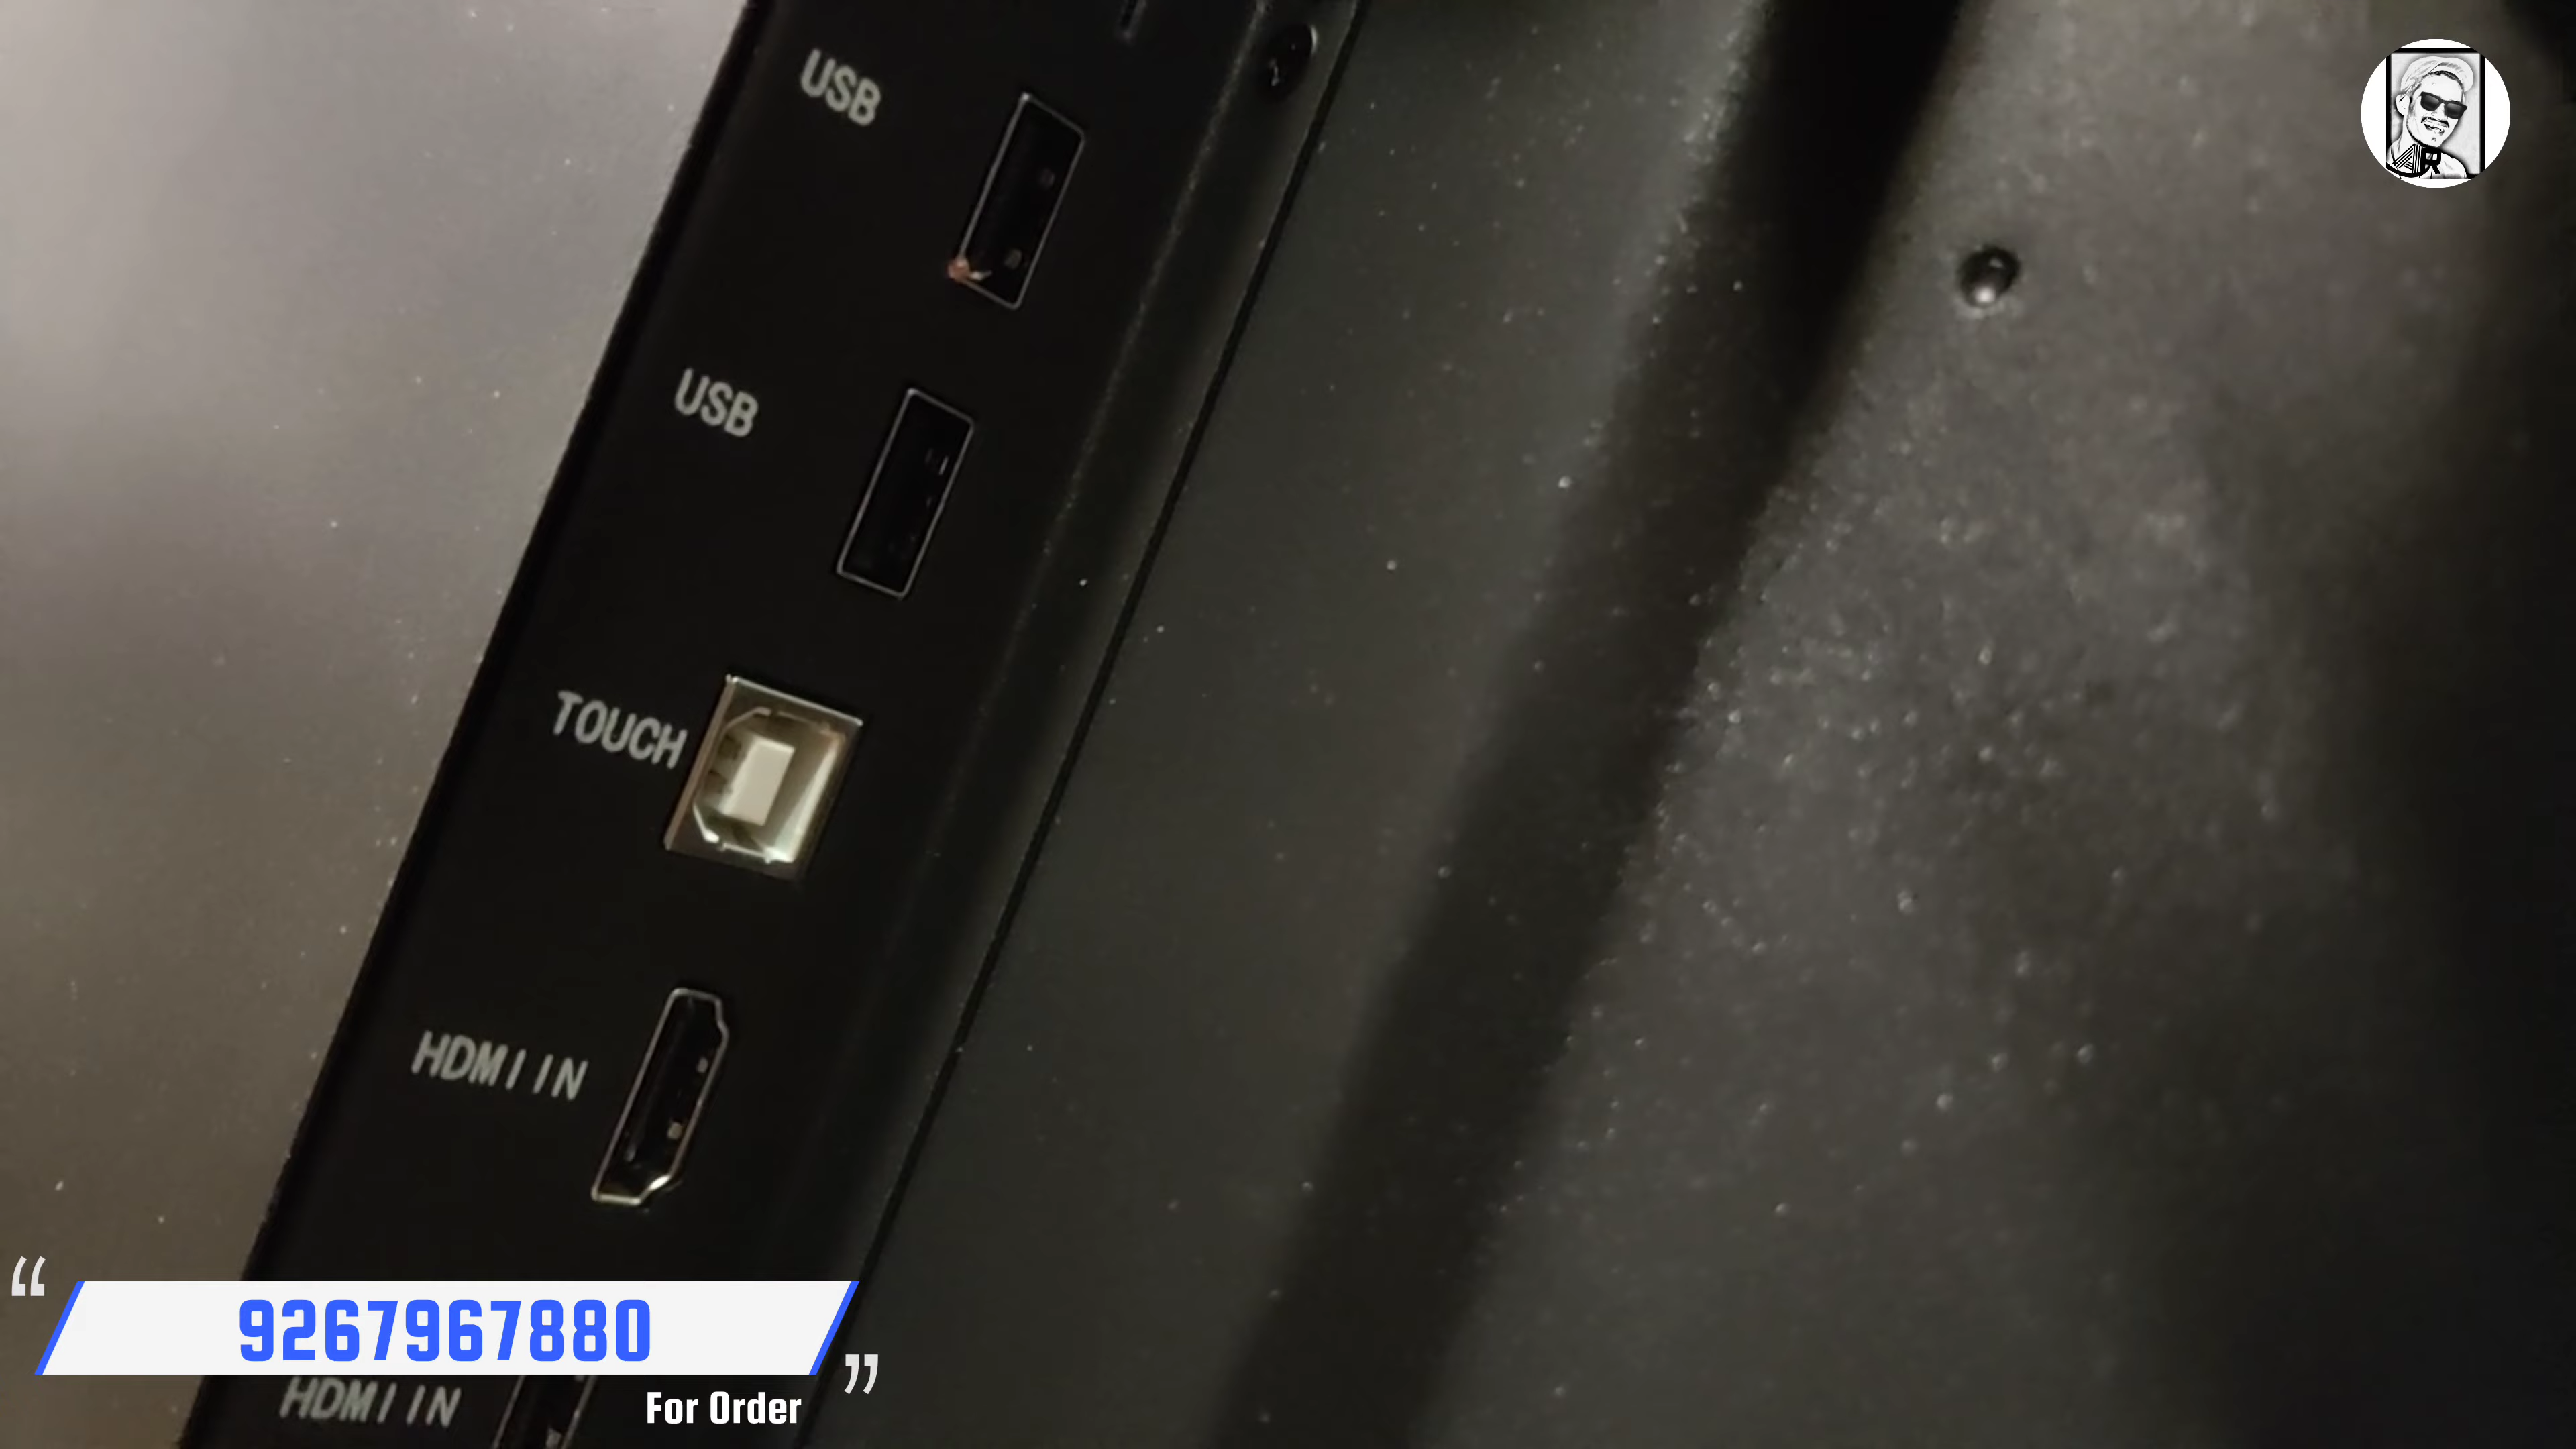 USB
USB
TOUCH
HDMI IN
“
9267967880
HDMI IN
For Order
”